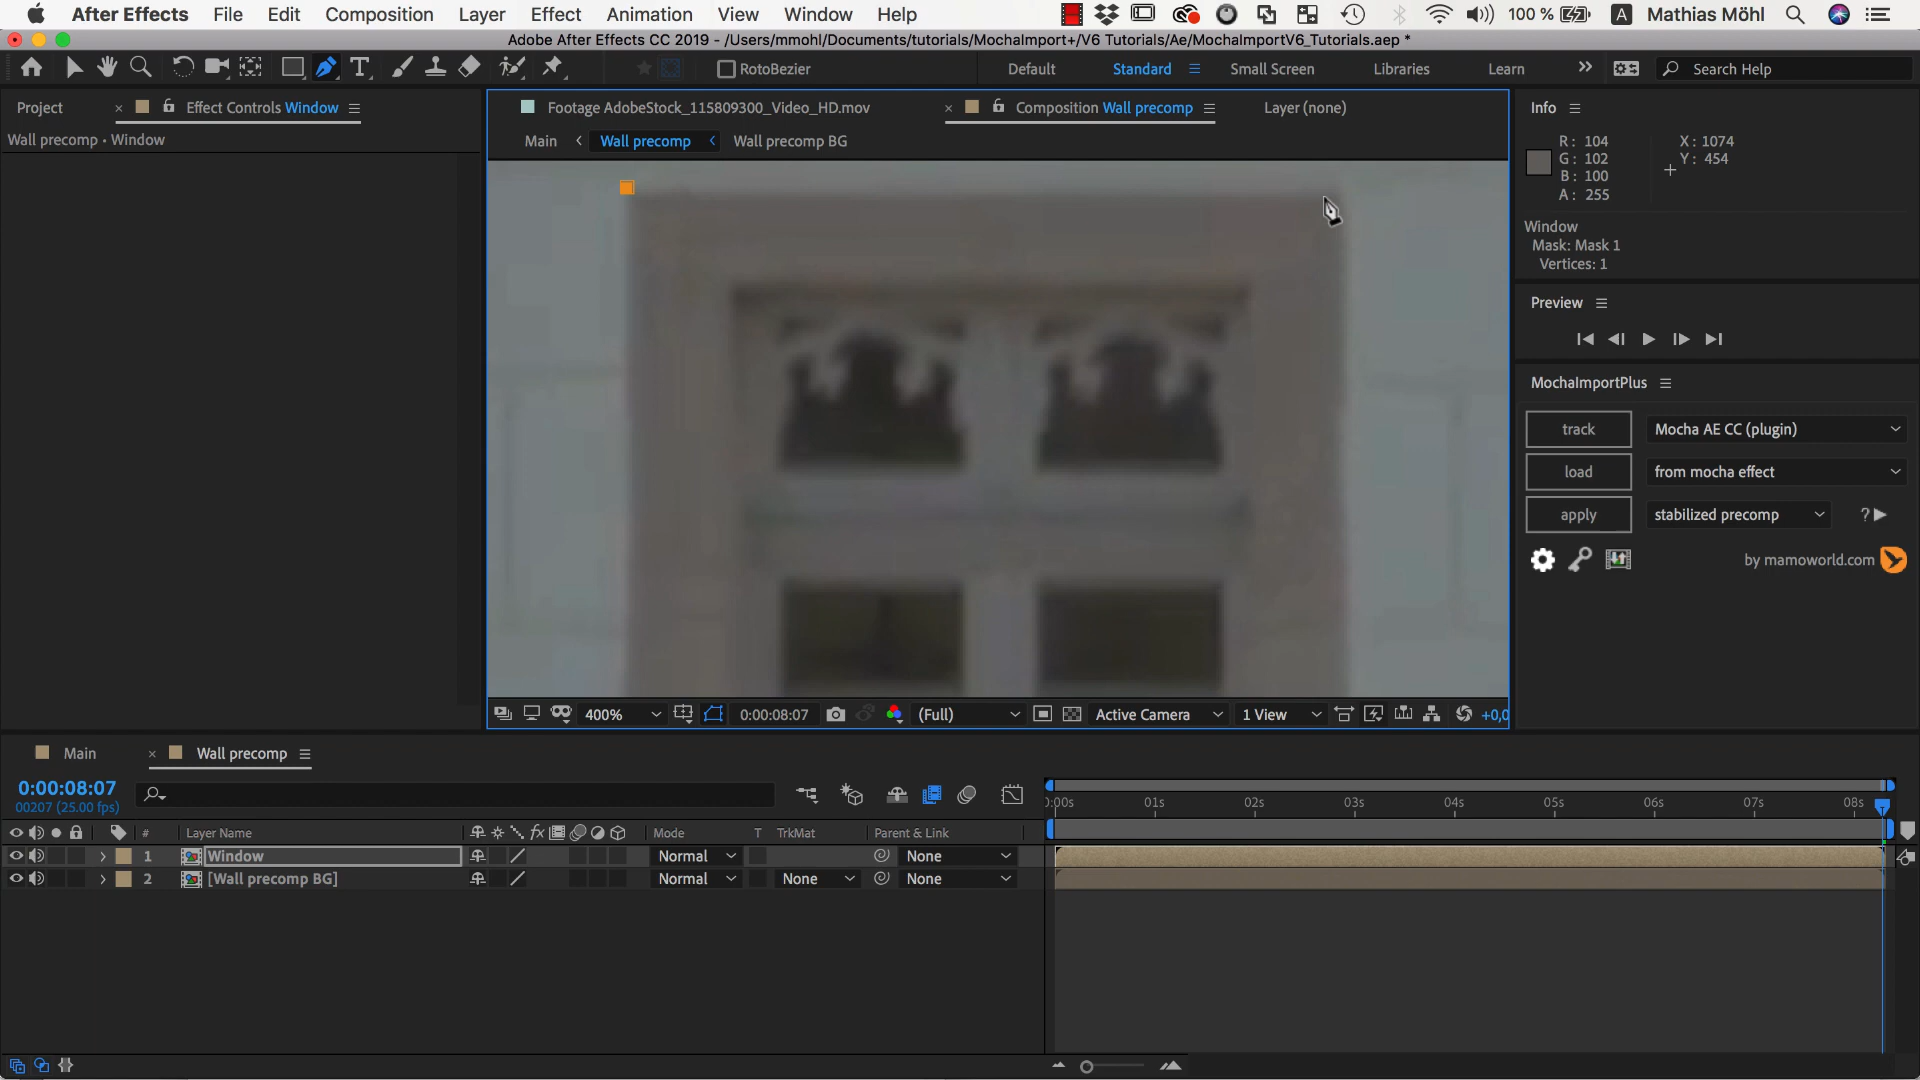 After Effects File Edit Composition Layer Effect Animation View Window Help 100 % A Mathias Möhl
Adobe After Effects CC 2019 - /Users/mmohl/Documents/tutorials/MochaImport+/V6 Tutorials/Ae/MochaImportV6_Tutorials.aep *
RotoBezier Default Standard Small Screen Libraries Learn Search Help
Project Effect Controls Window Footage AdobeStock_115809300_Video_HD.mov Composition Wall precomp Layer (none) Info
Wall precomp • Window Main Wall precomp Wall precomp BG
R: 104 X: 1074
G: 102 Y: 454
B: 100
A: 255
Window
Mask: Mask 1
Vertices: 1
Preview
MochaImportPlus
track Mocha AE CC (plugin)
load from mocha effect
apply stabilized precomp ?
by mamoworld.com
400% 0:00:08:07 (Full) Active Camera 1 View +0,0
Main Wall precomp
0:00:08:07
00207 (25.00 fps)
0:00s 01s 02s 03s 04s 05s 06s 07s 08s
# Layer Name fx Mode T TrkMat Parent & Link
1 Window Normal None
2 [Wall precomp BG] Normal None None